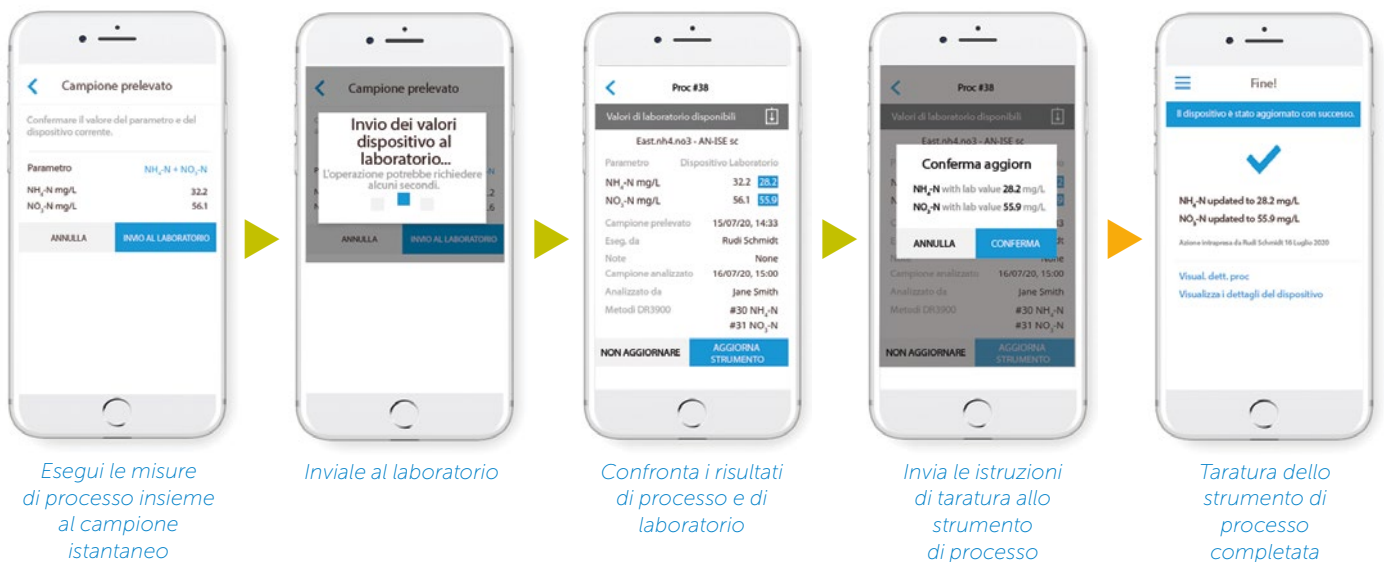 Campione prelevato
Confermare il valore del parametro e del
dispositivo corrente.
Parametro NH₄-N + NO₃-N
NH₄-N mg/L 32.2
NO₃-N mg/L 56.1
ANNULLA INVIO AL LABORATORIO
Esegui le misure
di processo insieme
al campione
istantaneo
Campione prelevato
Invio dei valori
dispositivo al
laboratorio...
L'operazione potrebbe richiedere
alcuni secondi.
ANNULLA INVIO AL LABORATORIO
Inviale al laboratorio
Proc #38
Valori di laboratorio disponibili
East.nh4.no3 - AN-ISE sc
Parametro Dispositivo Laboratorio
NH₄-N mg/L 32.2 28.2
NO₃-N mg/L 56.1 55.9
Campione prelevato 15/07/20, 14:33
Eseg. da Rudi Schmidt
Note None
Campione analizzato 16/07/20, 15:00
Analizzato da Jane Smith
Metodi DR3900 #30 NH₄-N
#31 NO₃-N
NON AGGIORNARE AGGIORNA
STRUMENTO
Confronta i risultati
di processo e di
laboratorio
Proc #38
Valori di laboratorio disponibili
East.nh4.no3 - AN-ISE sc
Conferma aggiorn
NH₄-N with lab value 28.2 mg/L
NO₃-N with lab value 55.9 mg/L
ANNULLA CONFERMA
None
Campione analizzato 16/07/20, 15:00
Analizzato da Jane Smith
Metodi DR3900 #30 NH₄-N
#31 NO₃-N
NON AGGIORNARE AGGIORNA
STRUMENTO
Invia le istruzioni
di taratura allo
strumento
di processo
Fine!
Il dispositivo è stato aggiornato con successo.
NH₄-N updated to 28.2 mg/L
NO₃-N updated to 55.9 mg/L
Azione intrapresa da Rudi Schmidt 16 Luglio 2020
Visual. dett. proc
Visualizza i dettagli del dispositivo
Taratura dello
strumento di
processo
completata